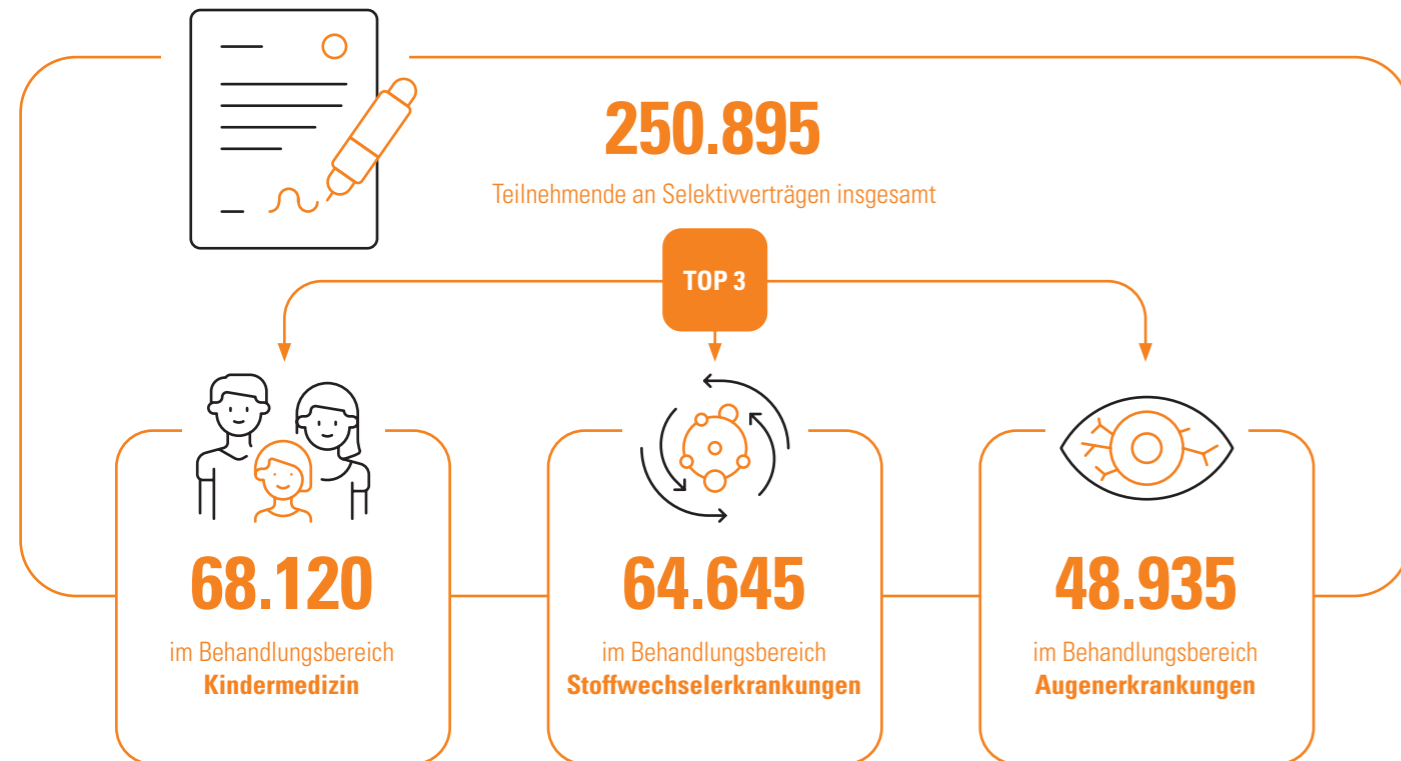 250.895
Teilnehmende an Selektivverträgen insgesamt
TOP 3
68.120
im Behandlungsbereich
Kindermedizin
64.645
im Behandlungsbereich
Stoffwechselerkrankungen
48.935
im Behandlungsbereich
Augenerkrankungen